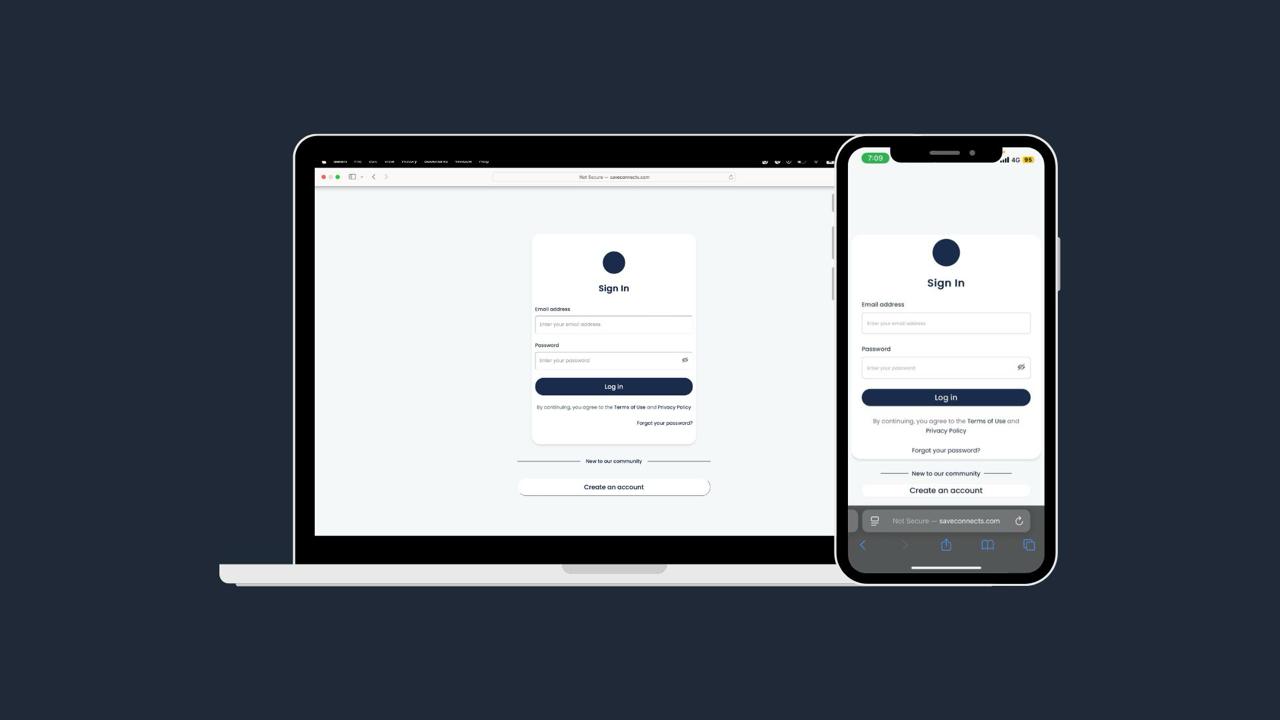 Not Secure — saveconnects.com
Sign In
Email address
Enter your email address
Password
Enter your password
Log in
By continuing, you agree to the Terms of Use and Privacy Policy
Forgot your password?
New to our community
Create an account
7:09
4G 95
Sign In
Email address
Enter your email address
Password
Enter your password
Log in
By continuing, you agree to the Terms of Use and
Privacy Policy
Forgot your password?
New to our community
Create an account
Not Secure — saveconnects.com